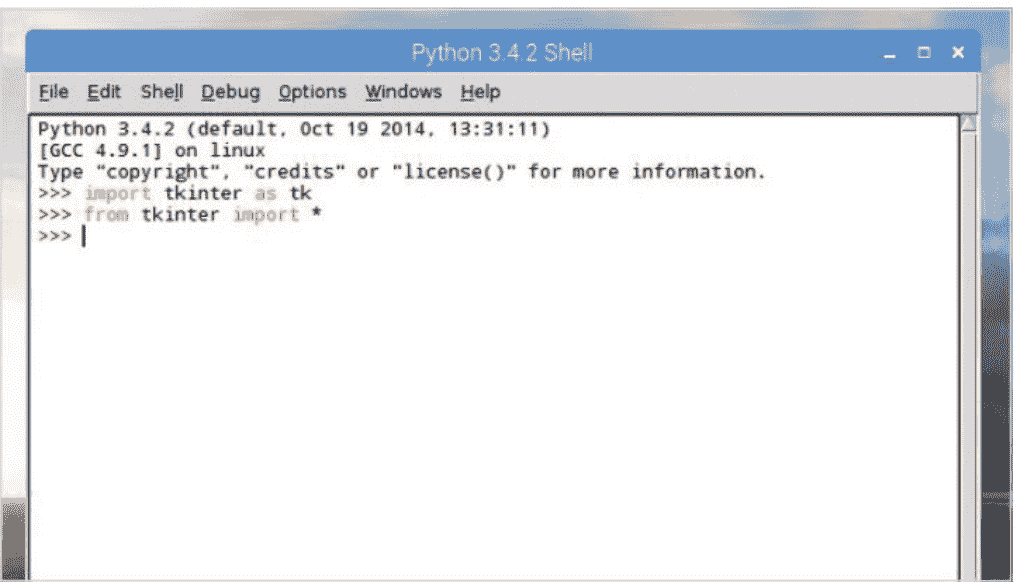 Python 3.4.2 Shell
File Edit Shell Debug Options Windows Help
Python 3.4.2 (default, Oct 19 2014, 13:31:11)
[GCC 4.9.1] on linux
Type "copyright", "credits" or "license()" for more information.
>>> import tkinter as tk
>>> from tkinter import *
>>>